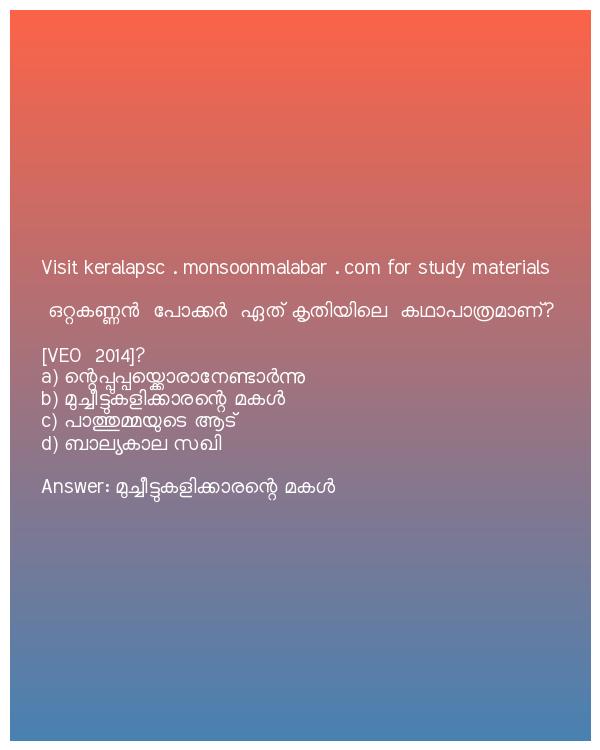 Visit keralapsc . monsoonmalabar . com for study materials
ഒറ്റകണ്ണൻ പോക്കർ ഏത് കൃതിയിലെ കഥാപാത്രമാണ്?
[VEO 2014]?
a) ന്റെപ്പുപ്പയ്ക്കൊരാനേണ്ടാർന്നു
b) മുച്ചീട്ടുകളിക്കാരന്റെ മകൾ
c) പാത്തുമ്മയുടെ ആട്
d) ബാല്യകാല സഖി
Answer: മുച്ചീട്ടുകളിക്കാരന്റെ മകൾ